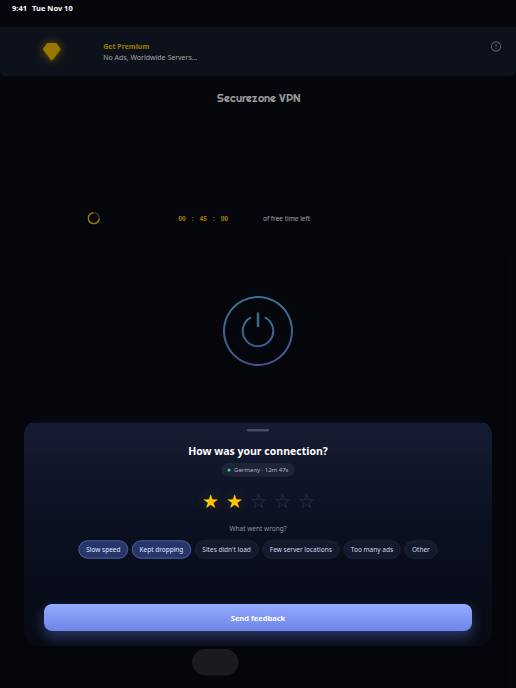 9:41 Tue Nov 10
Get Premium
No Ads, Worldwide Servers...
Securezone VPN
00 : 45 : 00 of free time left
How was your connection?
Germany · 12m 47s
What went wrong?
Slow speed Kept dropping Sites didn't load Few server locations Too many ads Other
Send feedback